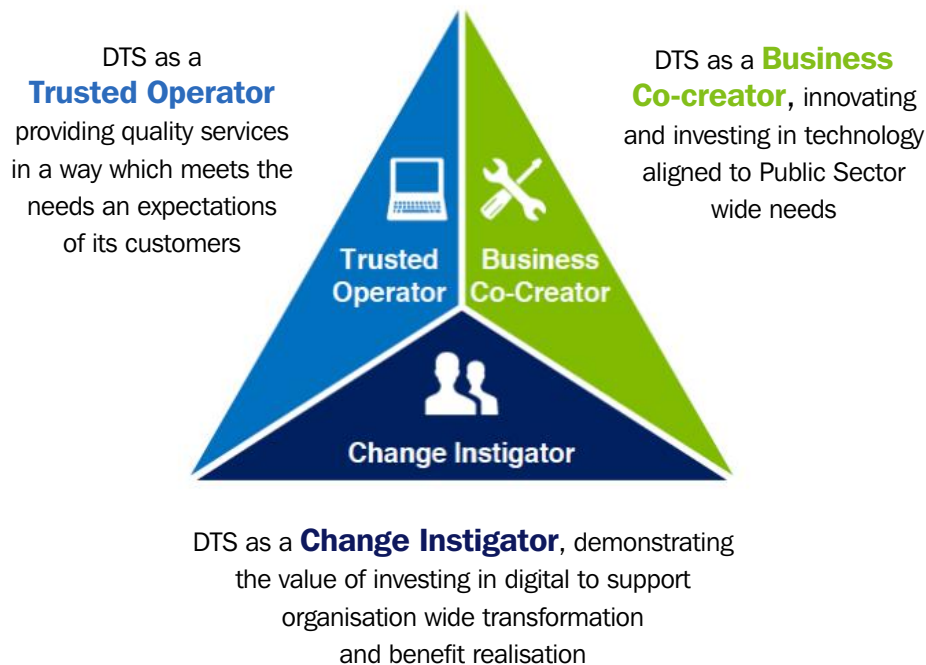 DTS as a
Trusted Operator
providing quality services
in a way which meets the
needs an expectations
of its customers
DTS as a Business
Co-creator, innovating
and investing in technology
aligned to Public Sector
wide needs
Trusted
Operator
Business
Co-Creator
Change Instigator
DTS as a Change Instigator, demonstrating
the value of investing in digital to support
organisation wide transformation
and benefit realisation